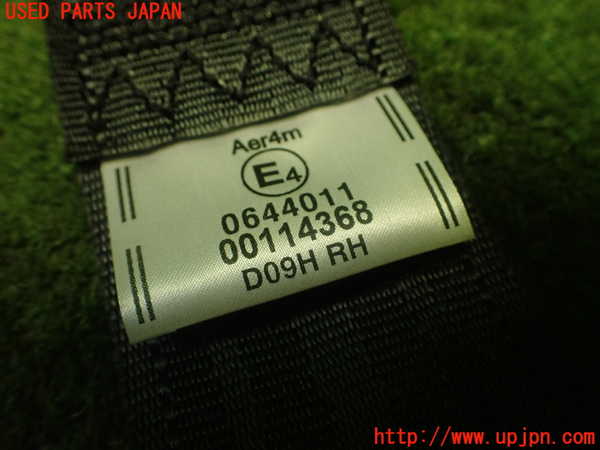 USED PARTS JAPAN
Aer4m
E4
0644011
00114368
D09H RH
http://www.upjpn.com/